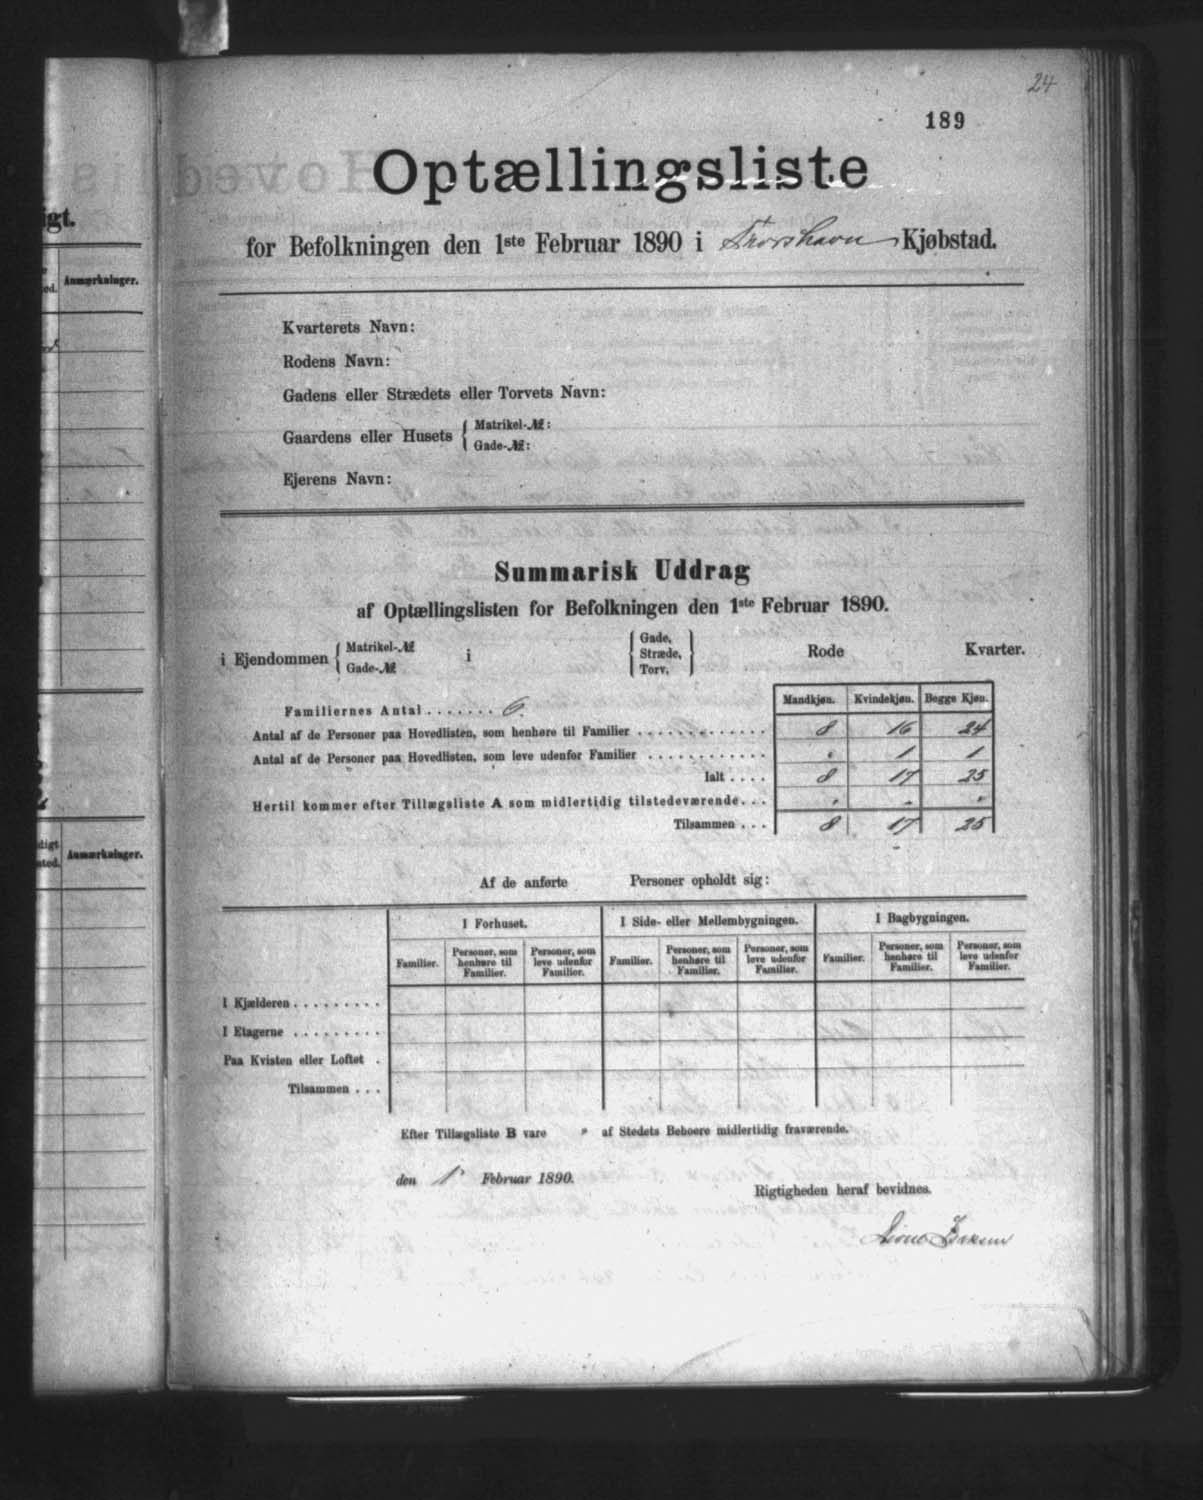 24
189
Optællingsliste
for Befolkningen den 1ste Februar 1890 i Thorshavn Kjøbstad.
igt.
Anmærkninger.
Kvarterets Navn:
Rodens Navn:
Gadens eller Strædets eller Torvets Navn:
Gaardens eller Husets { Matrikel-№:
Gade-№:
Ejerens Navn:
Summarisk Uddrag
af Optællingslisten for Befolkningen den 1ste Februar 1890.
i Ejendommen { Matrikel-№ Gade-№ i { Gade, Stræde, Torv, } Rode Kvarter.
Mandkjøn. Kvindekjøn. Begge Kjøn.
Familiernes Antal ....... 6.
Antal af de Personer paa Hovedlisten, som henhøre til Familier ............. 8 16 24
Antal af de Personer paa Hovedlisten, som leve udenfor Familier ............ " 1 1
Ialt .... 8 17 25
Hertil kommer efter Tillægsliste A som midlertidig tilstedeværende... " " "
Tilsammen ... 8 17 25
Anmærkninger.
Af de anførte Personer opholdt sig:
I Forhuset. I Side- eller Mellembygningen. I Bagbygningen.
Familier. Personer, som henhøre til Familier. Personer, som leve udenfor Familier. Familier. Personer, som henhøre til Familier. Personer, som leve udenfor Familier. Familier. Personer, som henhøre til Familier. Personer, som leve udenfor Familier.
I Kjælderen .........
I Etagerne .........
Paa Kvisten eller Loftet .
Tilsammen ...
Efter Tillægsliste B vare " af Stedets Beboere midlertidig fraværende.
den 1' Februar 1890.
Rigtigheden heraf bevidnes.